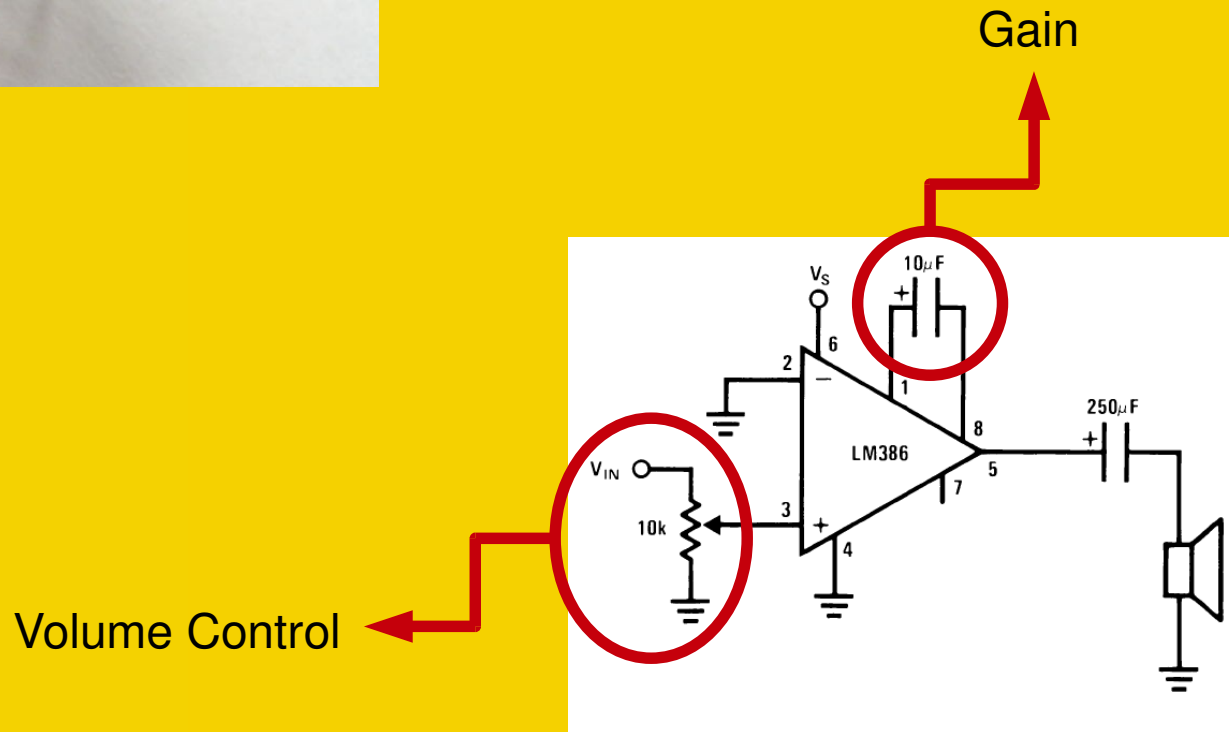 Gain
10μF
VS
+
6
2
−
1
8
250μF
+
LM386
5
VIN
7
3
10k
+
4
Volume Control